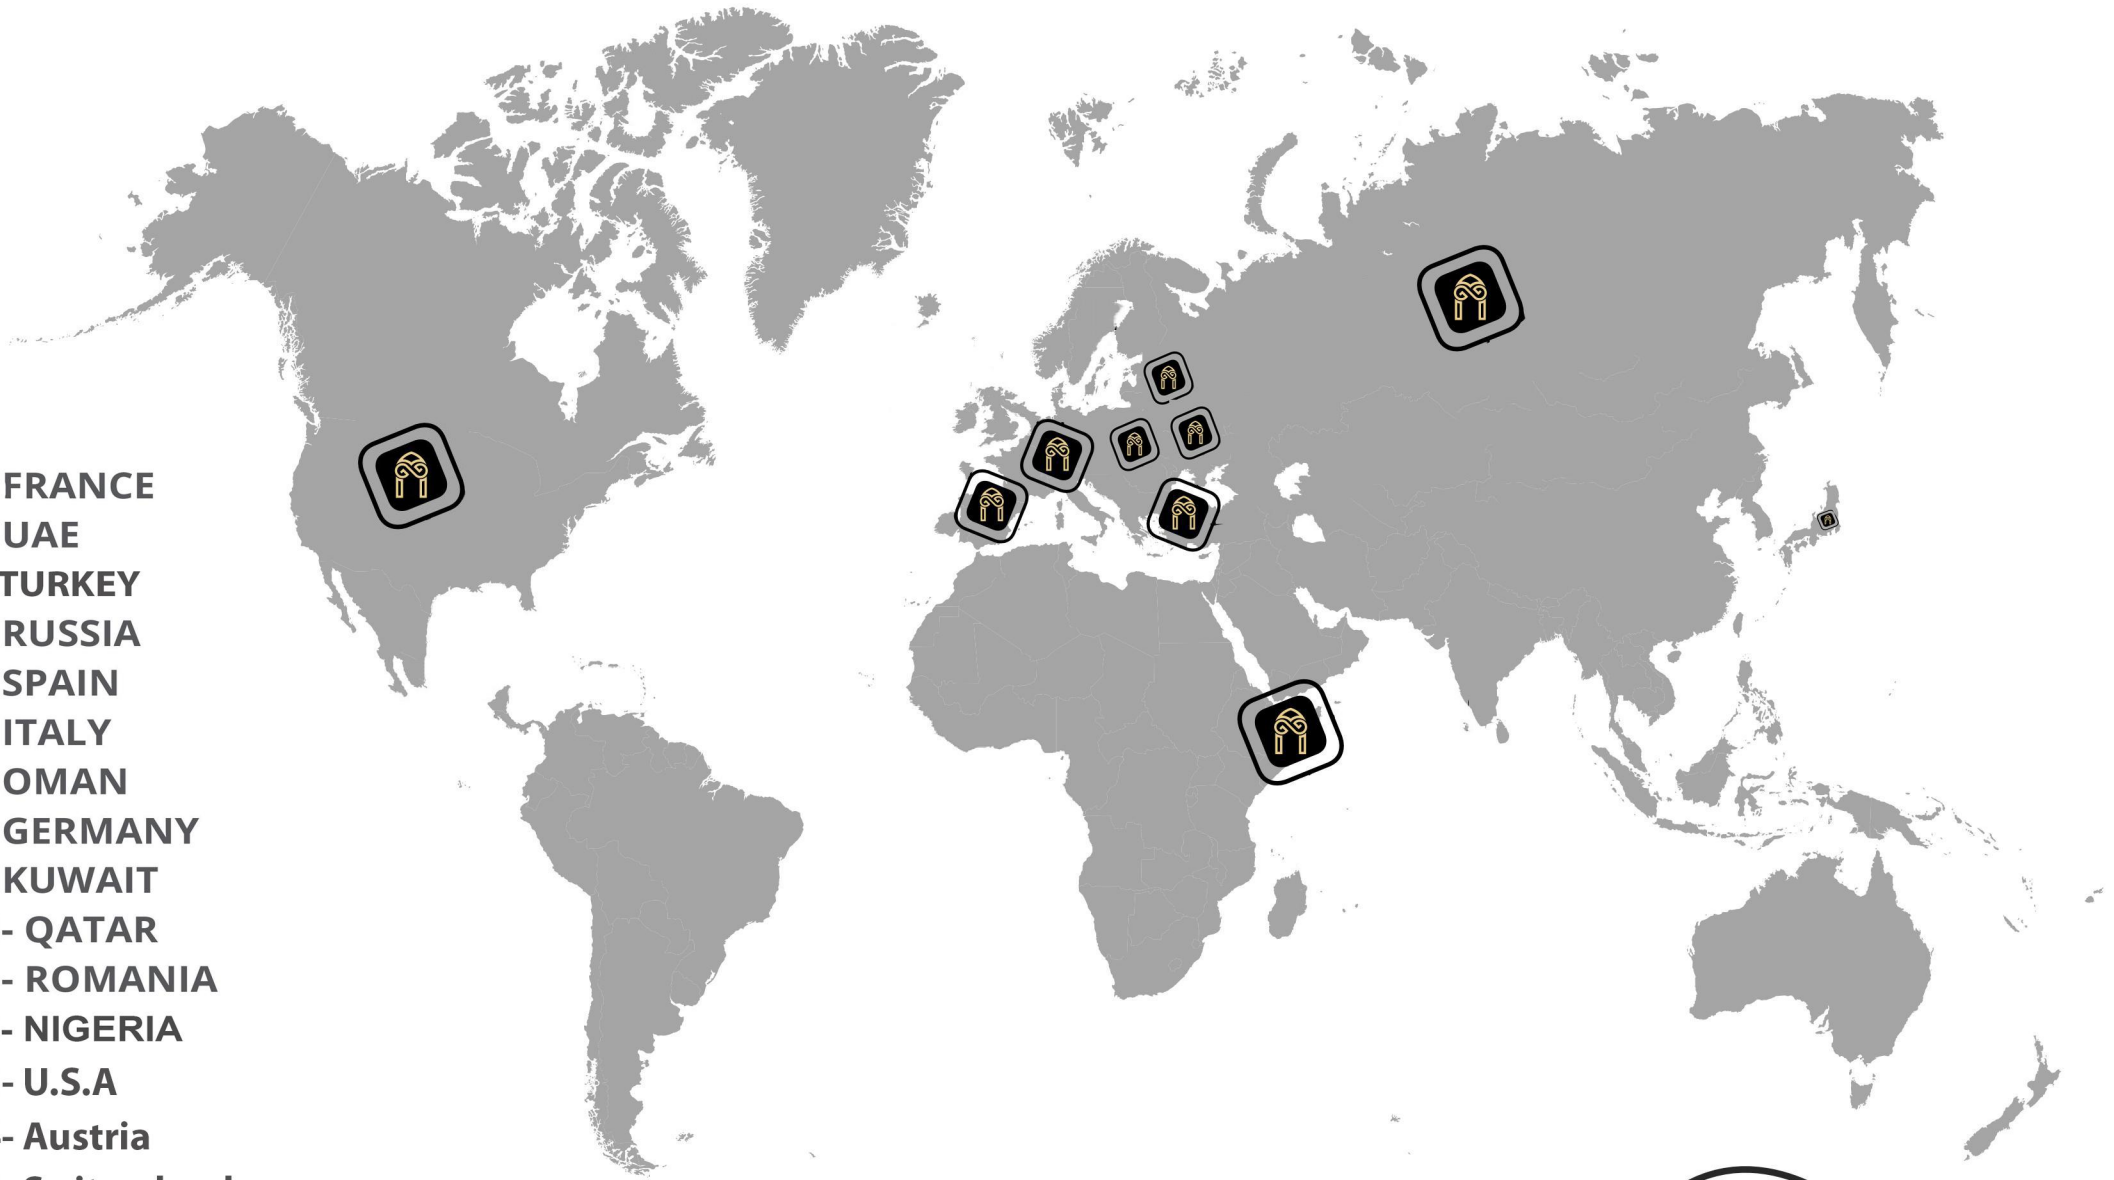 FRANCE
UAE
TURKEY
RUSSIA
SPAIN
ITALY
OMAN
GERMANY
KUWAIT
- QATAR
- ROMANIA
- NIGERIA
- U.S.A
- Austria